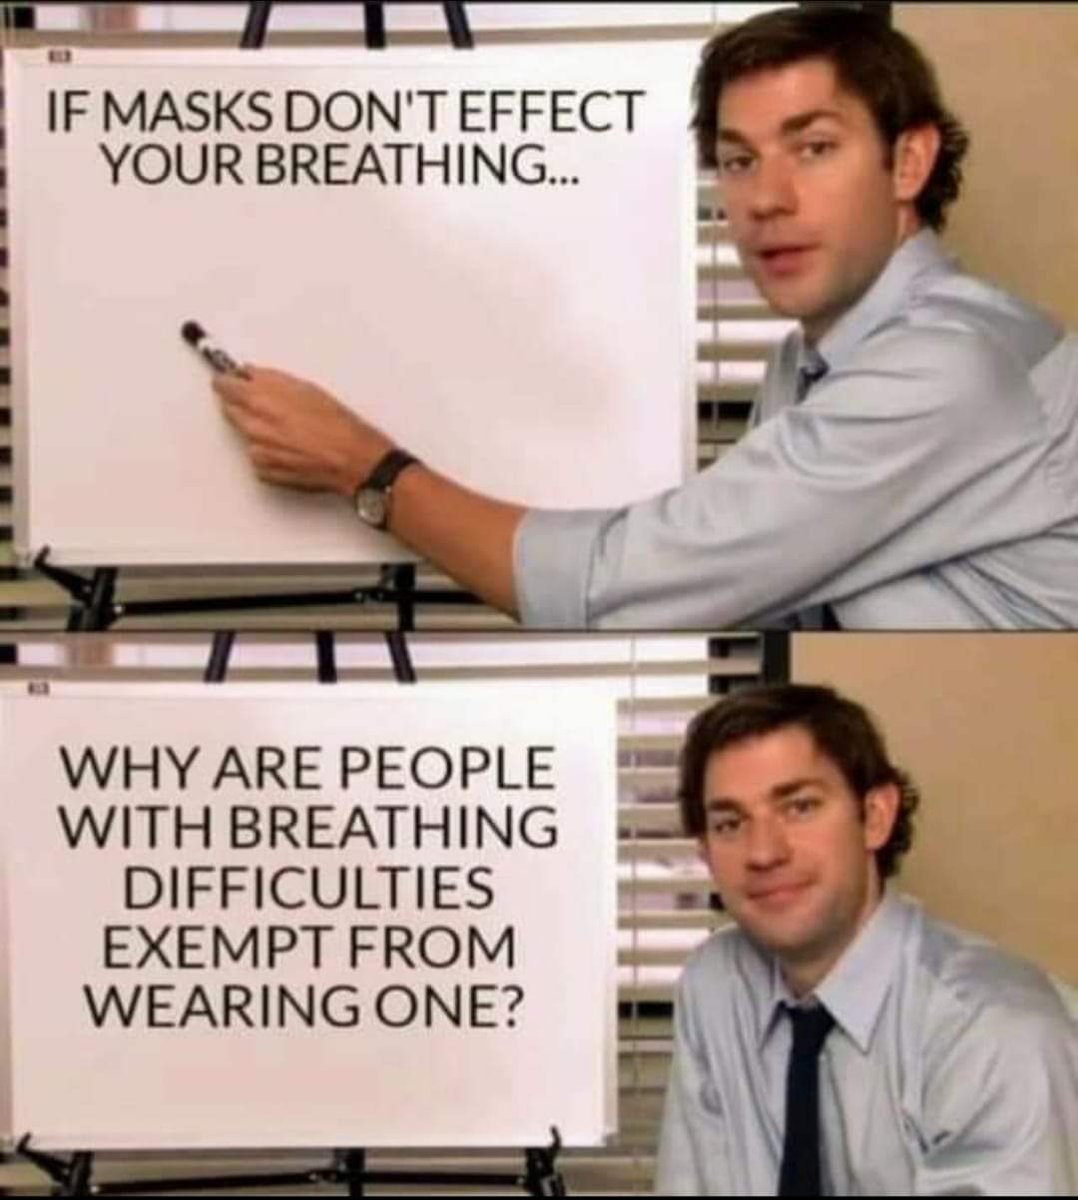 IF MASKS DON'T EFFECT
YOUR BREATHING...
WHY ARE PEOPLE
WITH BREATHING
DIFFICULTIES
EXEMPT FROM
WEARING ONE?